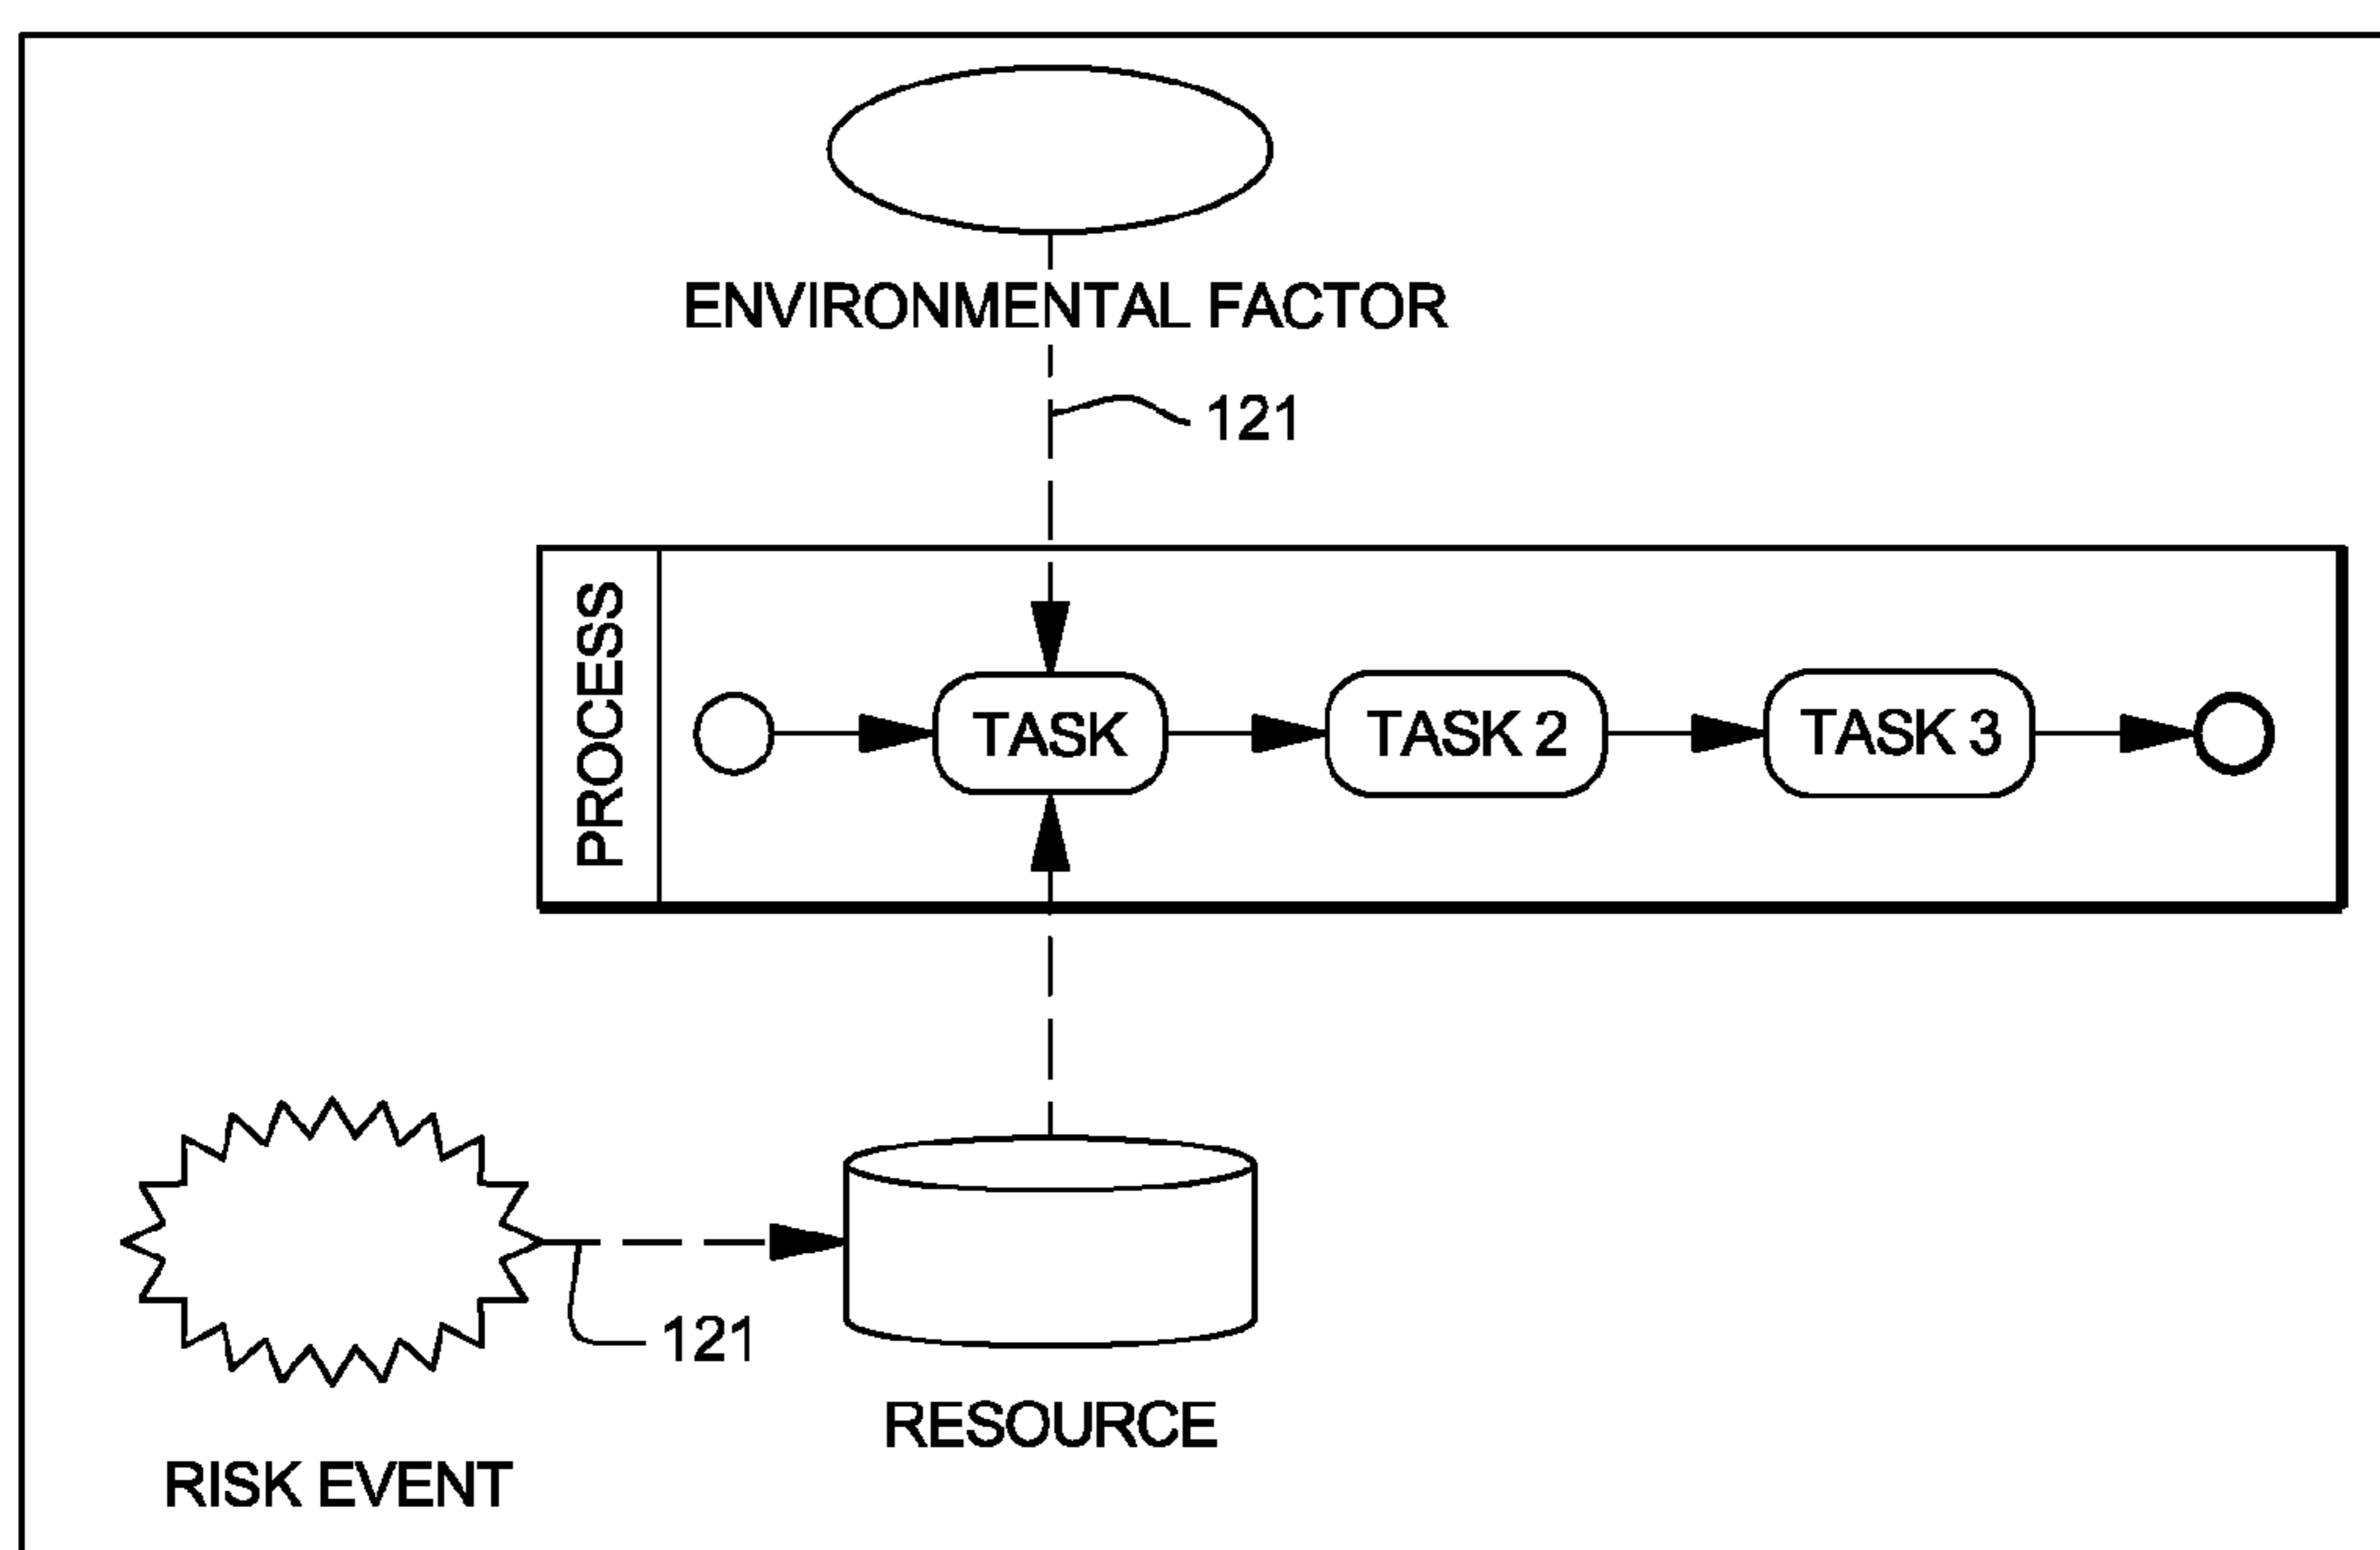 ENVIRONMENTAL FACTOR
121
PROCESS
TASK
TASK 2
TASK 3
121
RESOURCE
RISK EVENT